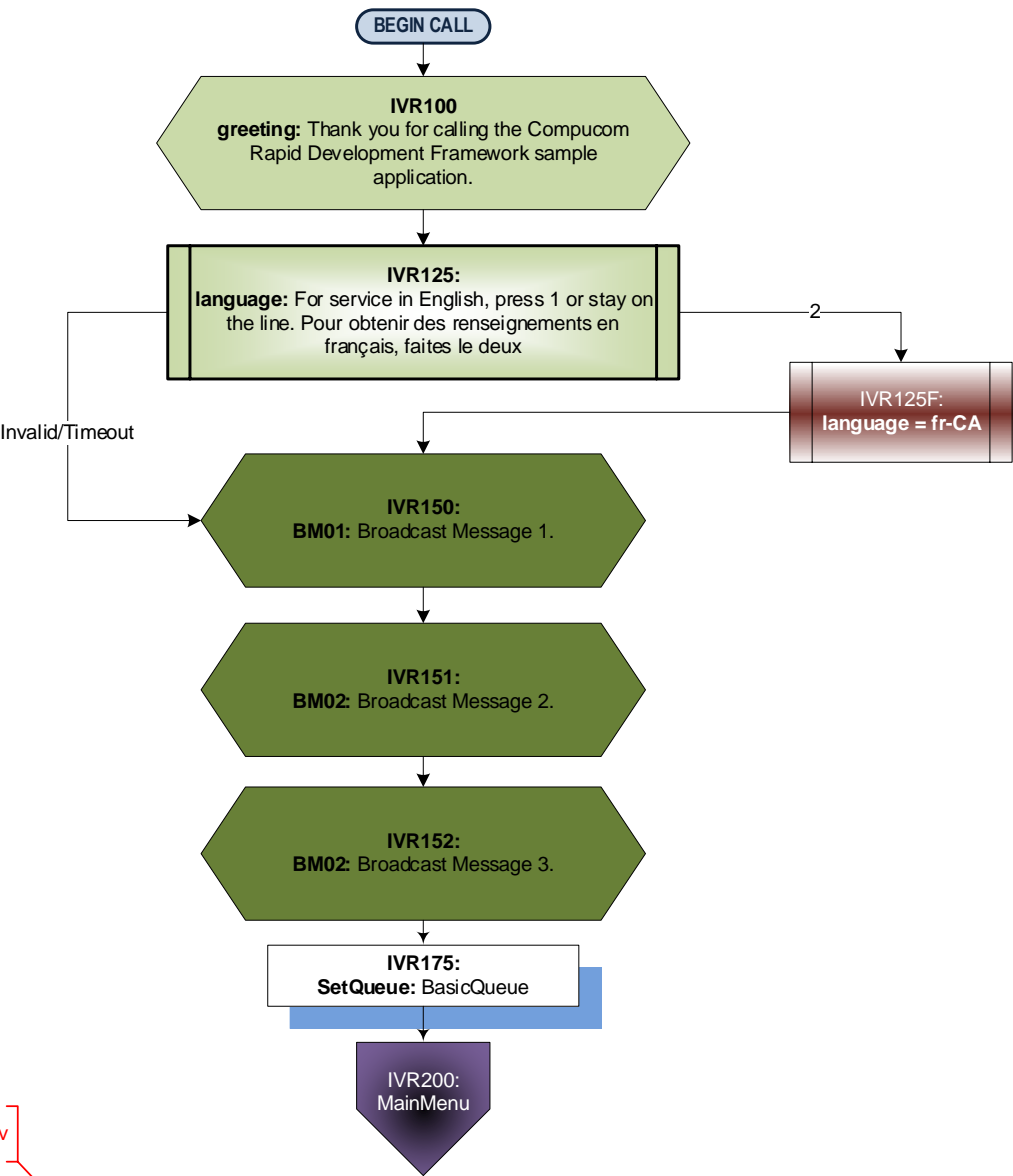 BEGIN CALL
IVR100
greeting: Thank you for calling the Compucom
Rapid Development Framework sample
application.
IVR125:
language: For service in English, press 1 or stay on
the line. Pour obtenir des renseignements en
français, faites le deux
2
IVR125F:
language = fr-CA
Invalid/Timeout
IVR150:
BM01: Broadcast Message 1.
IVR151:
BM02: Broadcast Message 2.
IVR152:
BM02: Broadcast Message 3.
IVR175:
SetQueue: BasicQueue
IVR200:
MainMenu